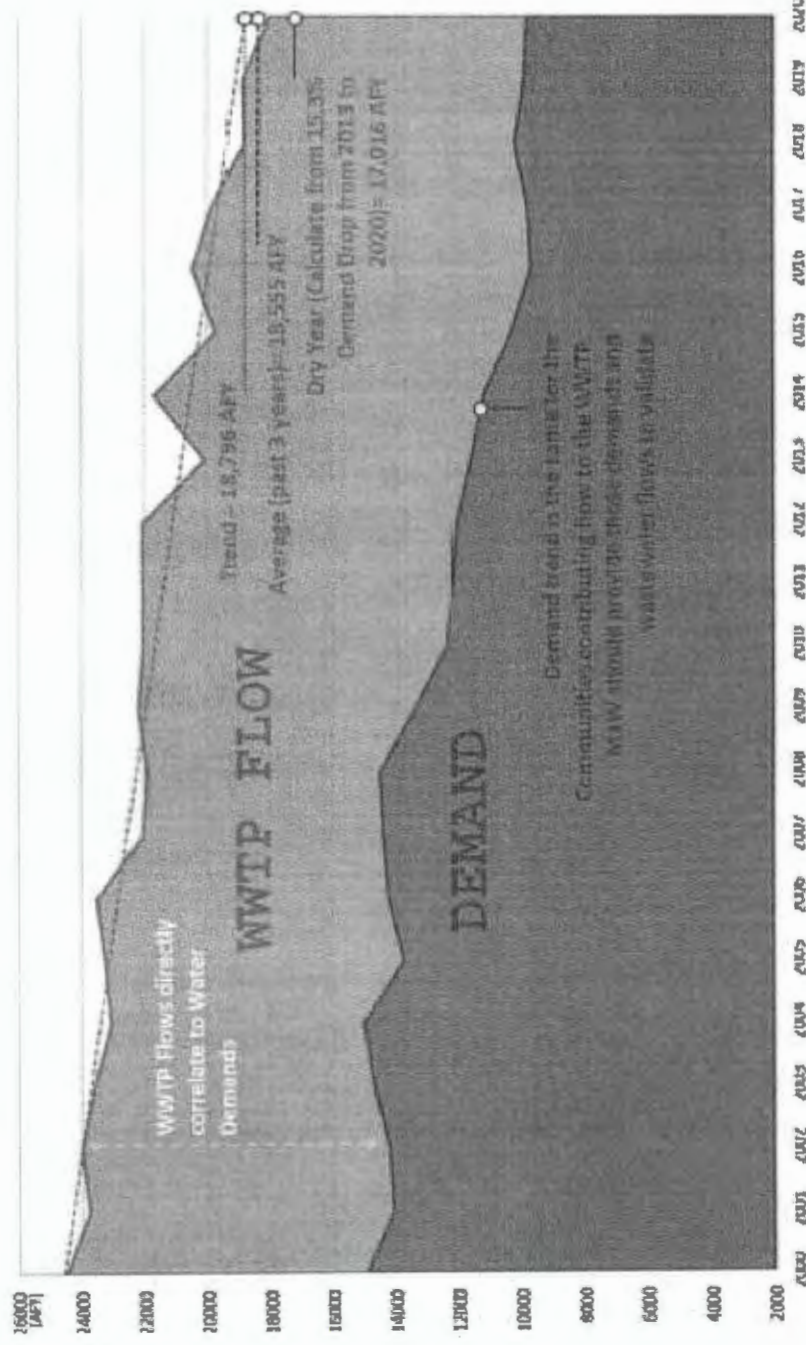 26000
[AFY]
24000
22000
20000
18000
16000
14000
12000
10000
8000
6000
4000
2000
WWTP Flows directly
correlate to Water
Demands
WWTP FLOW
Trend = 18,796 AFY
Average (past 3 years)= 18,555 AFY
Dry Year (Calculate from 15.3%
Demand Drop from 2013 to
2020)= 17,016 AFY
DEMAND
Demand trend is the same for the
Communities contributing flow to the WWTP
M1W should provide those demands and
wastewater flows to validate
2000
2001
2002
2003
2004
2005
2006
2007
2008
2009
2010
2011
2012
2013
2014
2015
2016
2017
2018
2019
2020